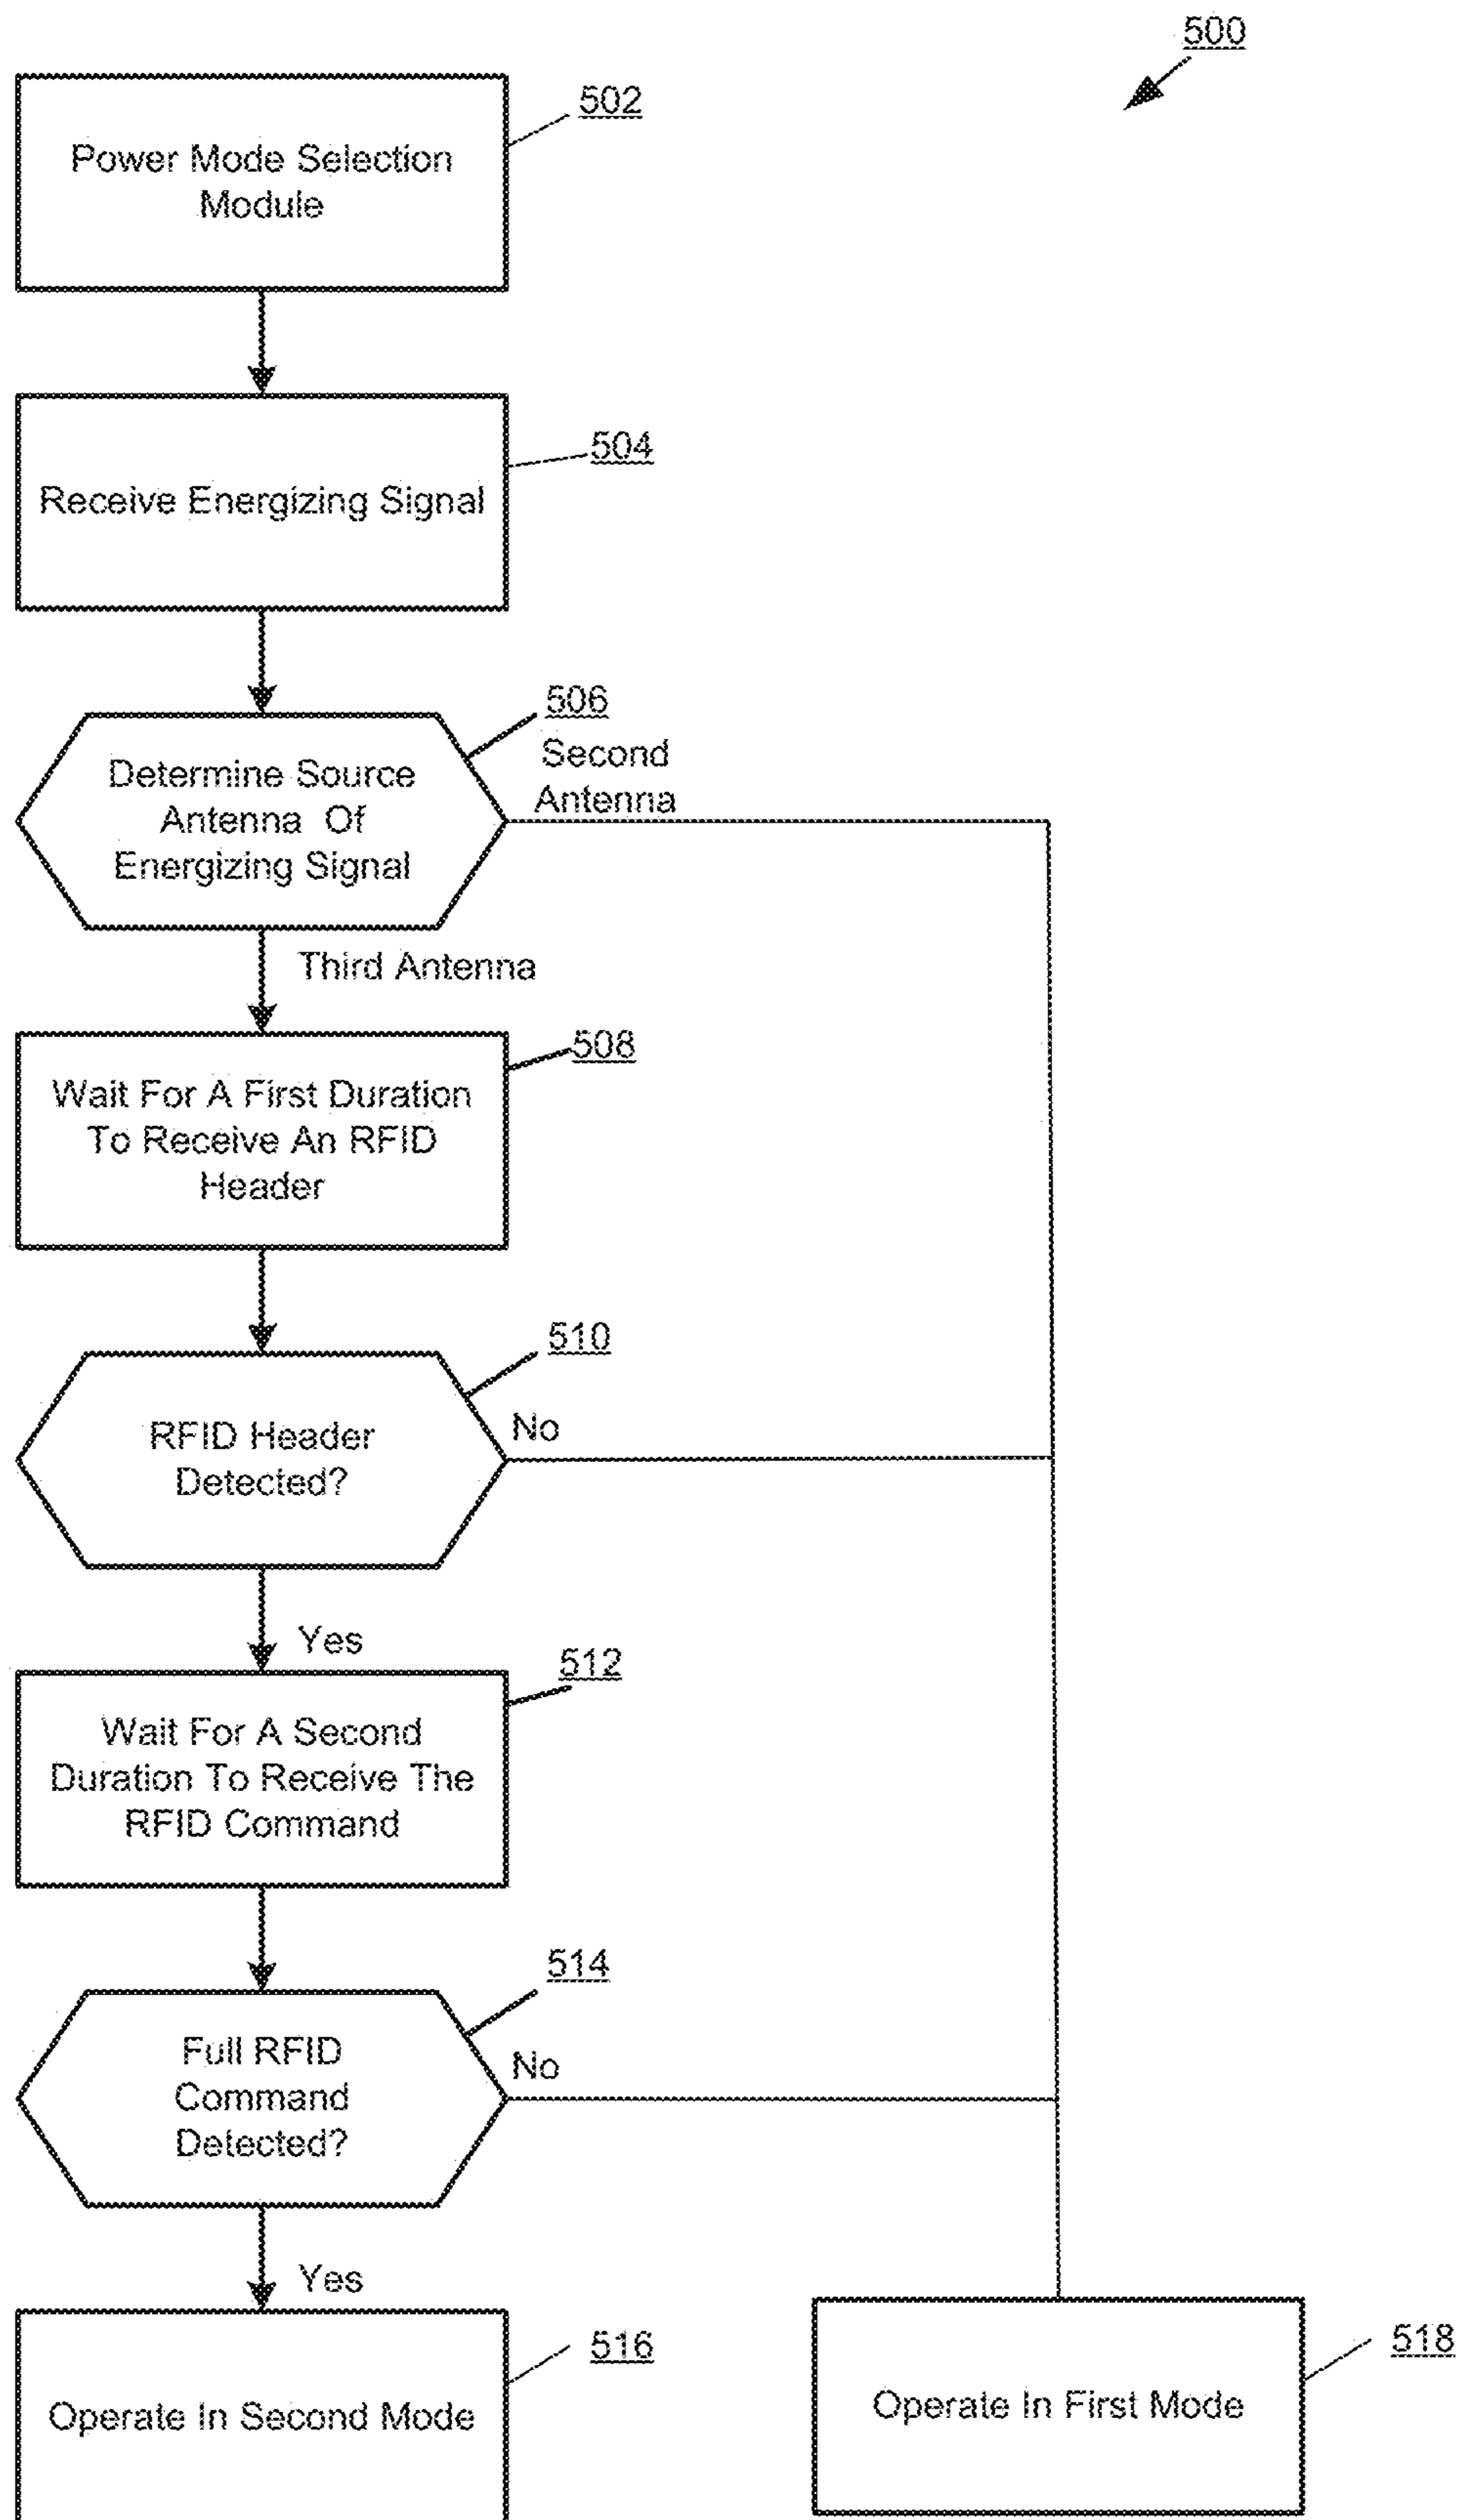 500
502
Power Mode Selection
Module
504
Receive Energizing Signal
506
Second
Antenna
Determine Source
Antenna Of
Energizing Signal
Third Antenna
508
Wait For A First Duration
To Receive An RFID
Header
510
No
RFID Header
Detected?
Yes
512
Wait For A Second
Duration To Receive The
RFID Command
514
No
Full RFID
Command
Detected?
Yes
516
Operate In Second Mode
518
Operate In First Mode